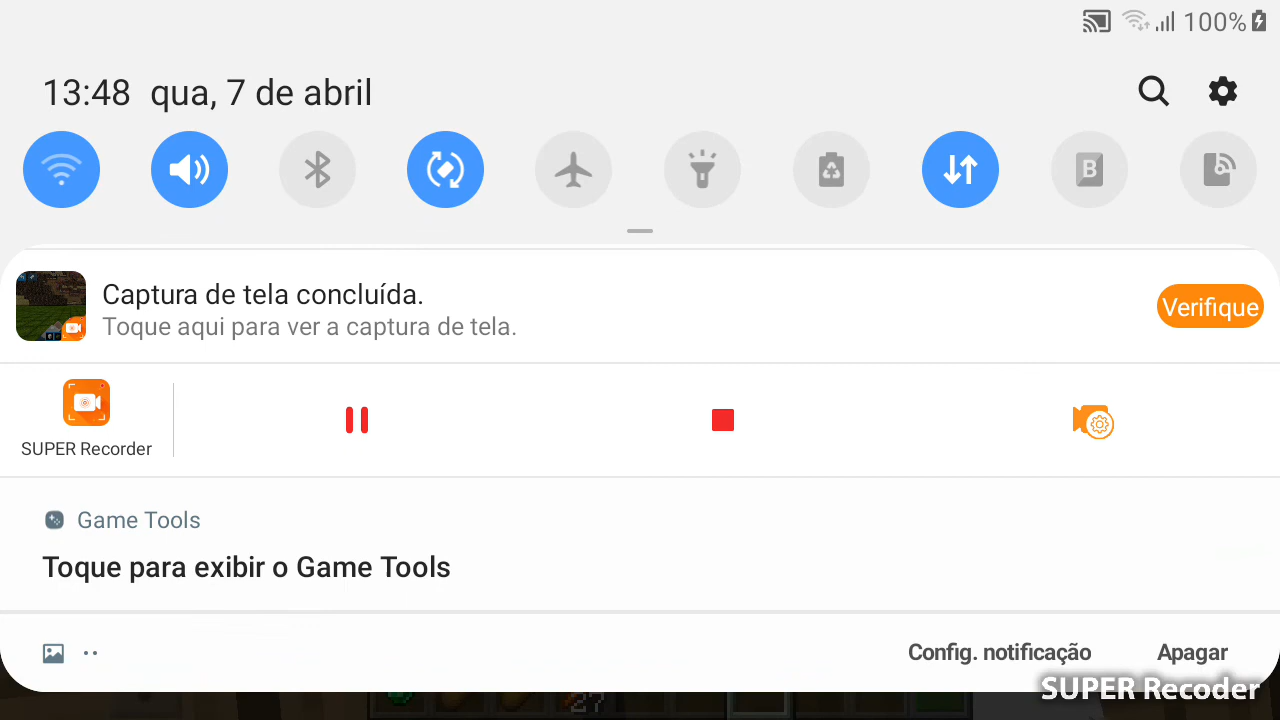 100%
13:48 qua, 7 de abril
B
Captura de tela concluída.
Toque aqui para ver a captura de tela.
Verifique
SUPER Recorder
Game Tools
Toque para exibir o Game Tools
Config. notificação
Apagar
SUPER Recoder
27